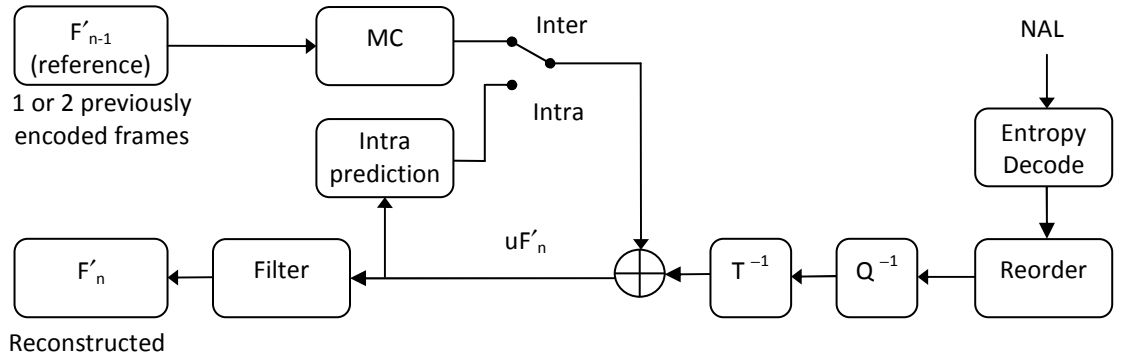 F′n-1
(reference)
1 or 2 previously
encoded frames
MC
Inter
Intra
NAL
Intra
prediction
Entropy
Decode
F′n
Reconstructed
Filter
uF′n
T −1
Q −1
Reorder